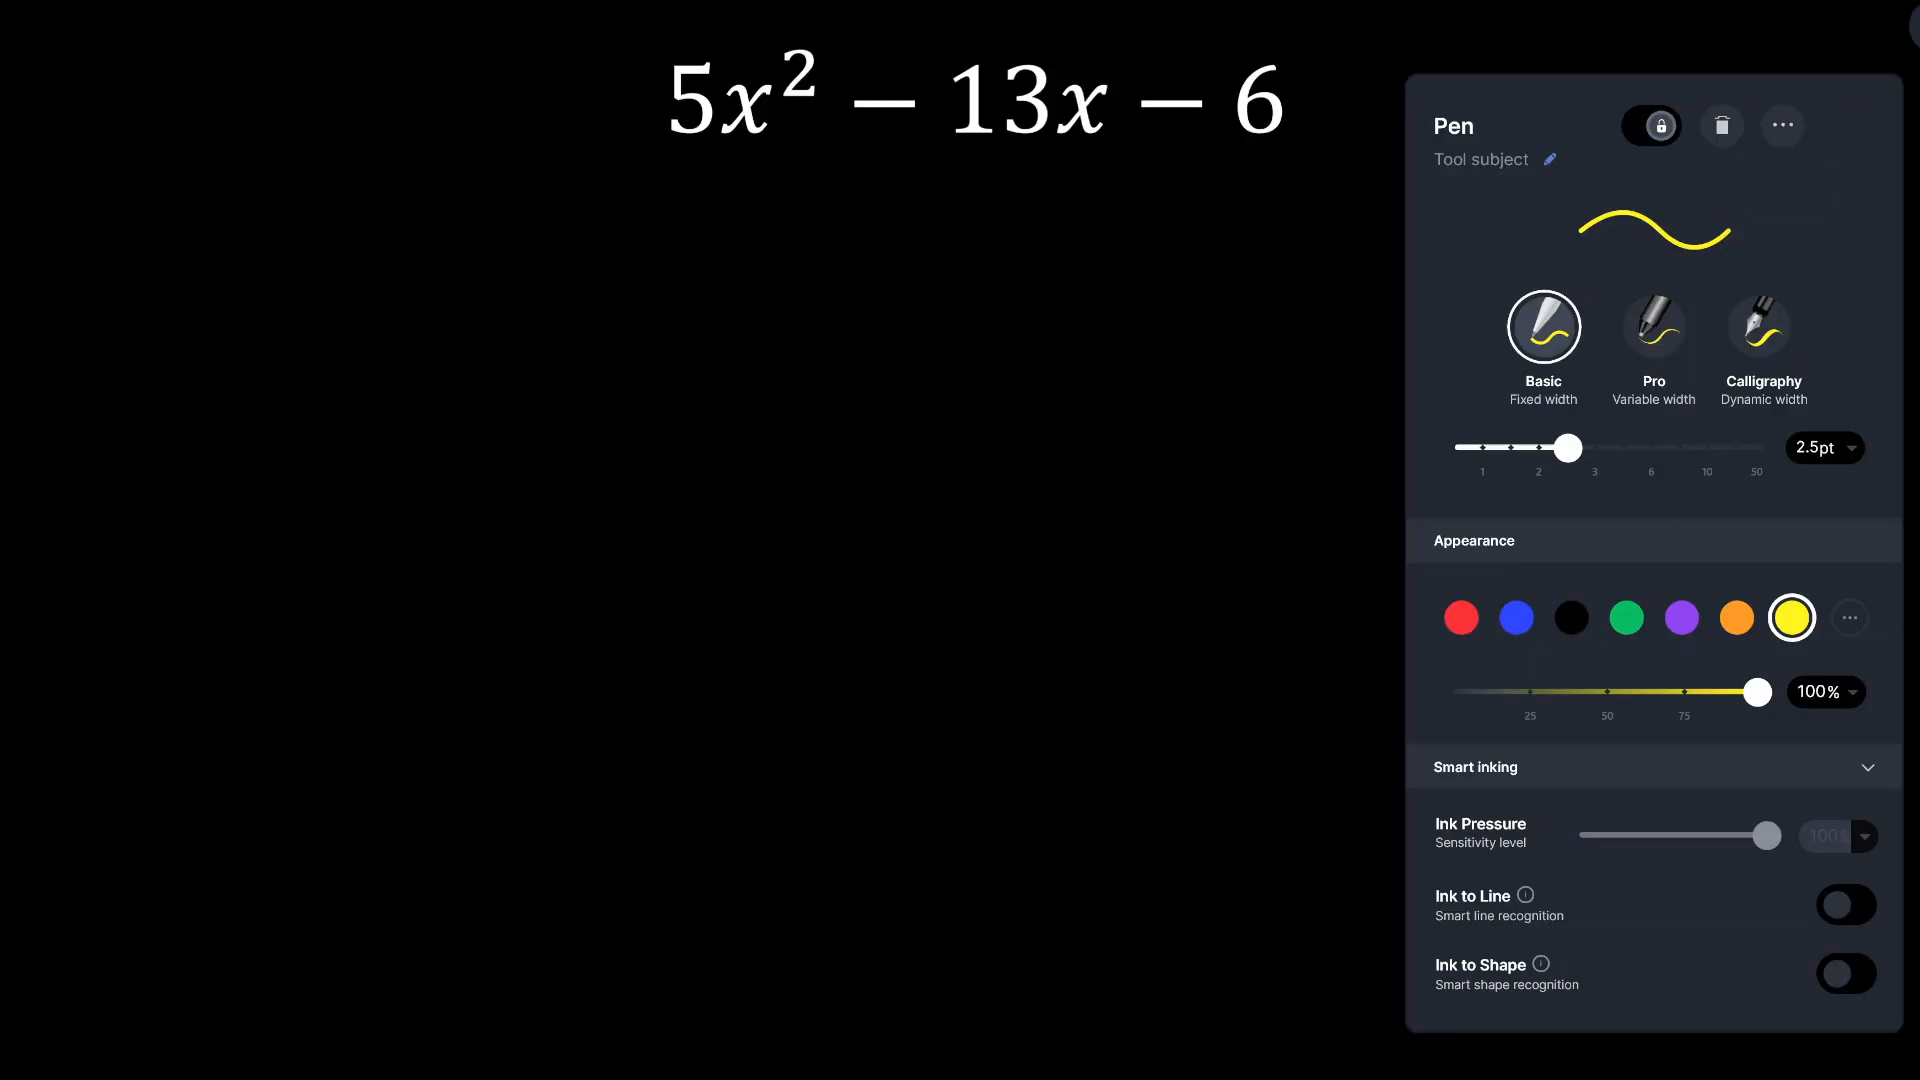 5x² − 13x − 6
Pen
Tool subject
Basic
Fixed width
Pro
Variable width
Calligraphy
Dynamic width
2.5pt
1 2 3 6 10 50
Appearance
100%
25 50 75
Smart inking
Ink Pressure
Sensitivity level
100
Ink to Line
Smart line recognition
Ink to Shape
Smart shape recognition